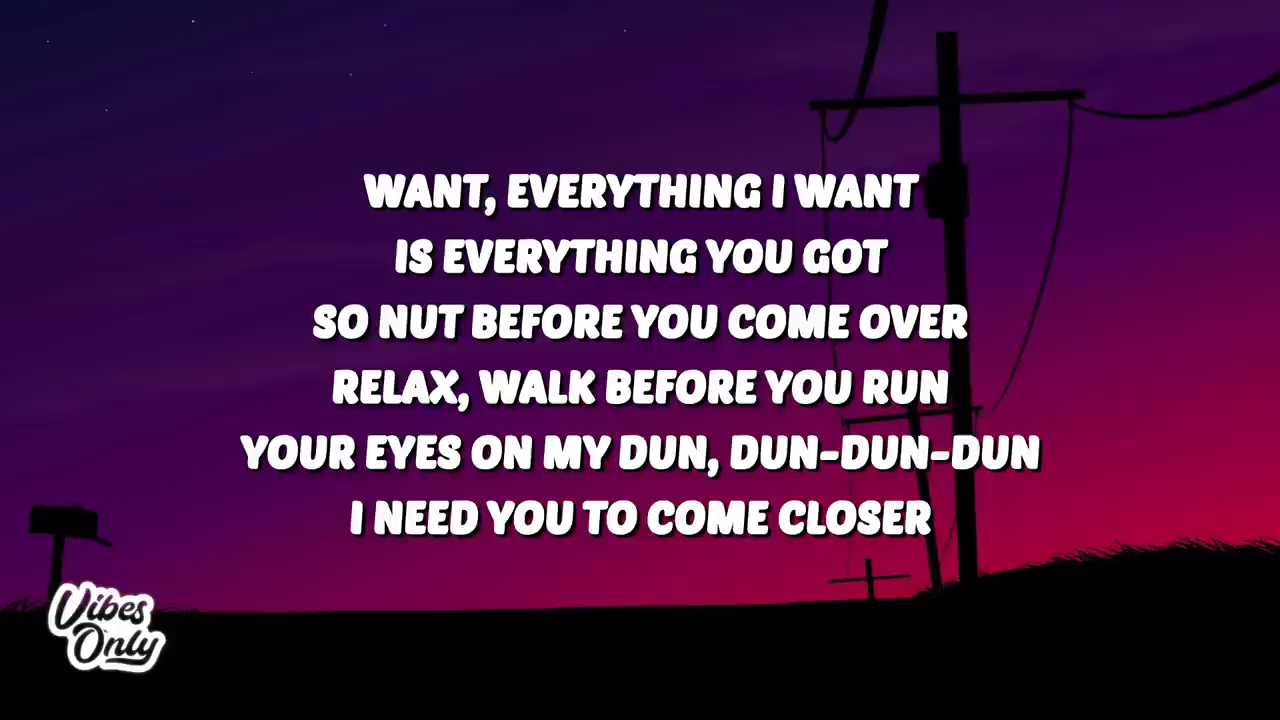 WANT, EVERYTHING I WANT
IS EVERYTHING YOU GOT
SO NUT BEFORE YOU COME OVER
RELAX, WALK BEFORE YOU RUN
YOUR EYES ON MY DUN, DUN-DUN-DUN
I NEED YOU TO COME CLOSER
Vibes
Only